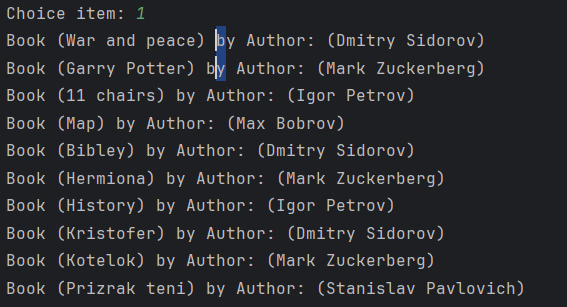 Choice item: 1
Book (War and peace) by Author: (Dmitry Sidorov)
Book (Garry Potter) by Author: (Mark Zuckerberg)
Book (11 chairs) by Author: (Igor Petrov)
Book (Map) by Author: (Max Bobrov)
Book (Bibley) by Author: (Dmitry Sidorov)
Book (Hermiona) by Author: (Mark Zuckerberg)
Book (History) by Author: (Igor Petrov)
Book (Kristofer) by Author: (Dmitry Sidorov)
Book (Kotelok) by Author: (Mark Zuckerberg)
Book (Prizrak teni) by Author: (Stanislav Pavlovich)